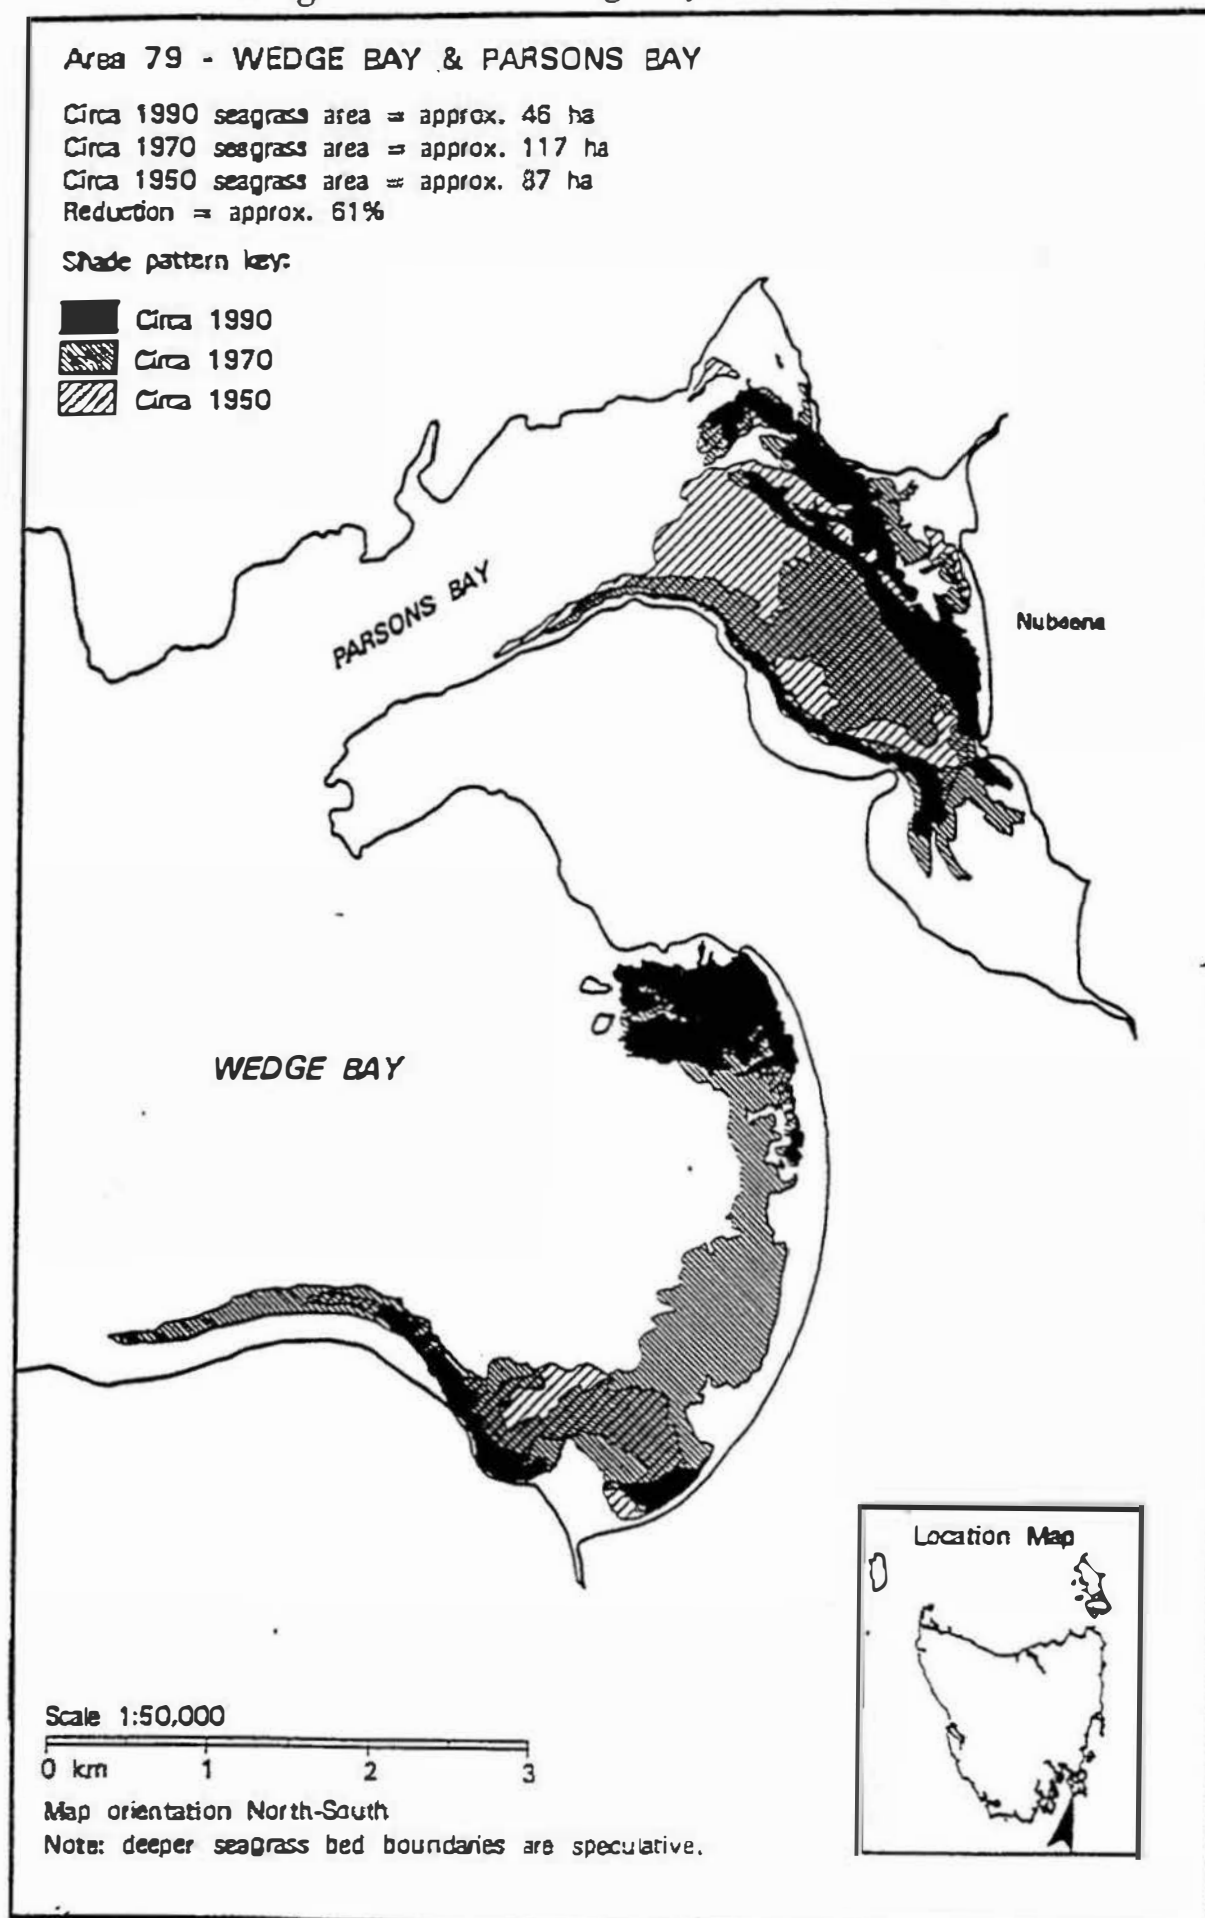 Area 79 - WEDGE BAY & PARSONS BAY
Circa 1990 seagrass area = approx. 46 ha
Circa 1970 seagrass area = approx. 117 ha
Circa 1950 seagrass area = approx. 87 ha
Reduction = approx. 61%
Shade pattern key:
Circa 1990
Circa 1970
Circa 1950
PARSONS BAY
Nubeena
WEDGE BAY
Location Map
Scale 1:50,000
0 km 1 2 3
Map orientation North-South
Note: deeper seagrass bed boundaries are speculative.